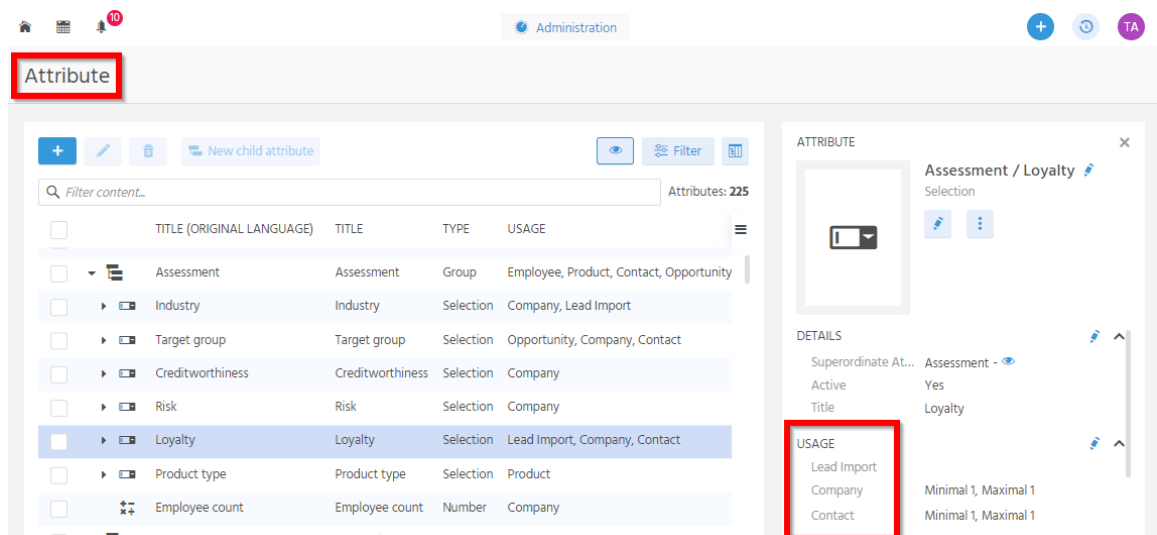 10
Administration
TA
Attribute
New child attribute
Filter
Filter content...
Attributes: 225
TITLE (ORIGINAL LANGUAGE) TITLE TYPE USAGE
Assessment Assessment Group Employee, Product, Contact, Opportunity
Industry Industry Selection Company, Lead Import
Target group Target group Selection Opportunity, Company, Contact
Creditworthiness Creditworthiness Selection Company
Risk Risk Selection Company
Loyalty Loyalty Selection Lead Import, Company, Contact
Product type Product type Selection Product
Employee count Employee count Number Company
ATTRIBUTE
Assessment / Loyalty
Selection
DETAILS
Superordinate At... Assessment -
Active Yes
Title Loyalty
USAGE
Lead Import
Company Minimal 1, Maximal 1
Contact Minimal 1, Maximal 1